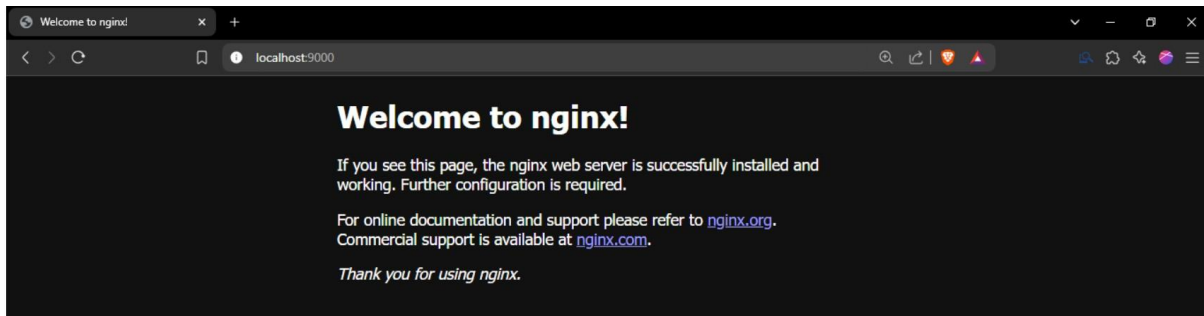 Welcome to nginx!
localhost:9000
Welcome to nginx!
If you see this page, the nginx web server is successfully installed and
working. Further configuration is required.
For online documentation and support please refer to nginx.org.
Commercial support is available at nginx.com.
Thank you for using nginx.